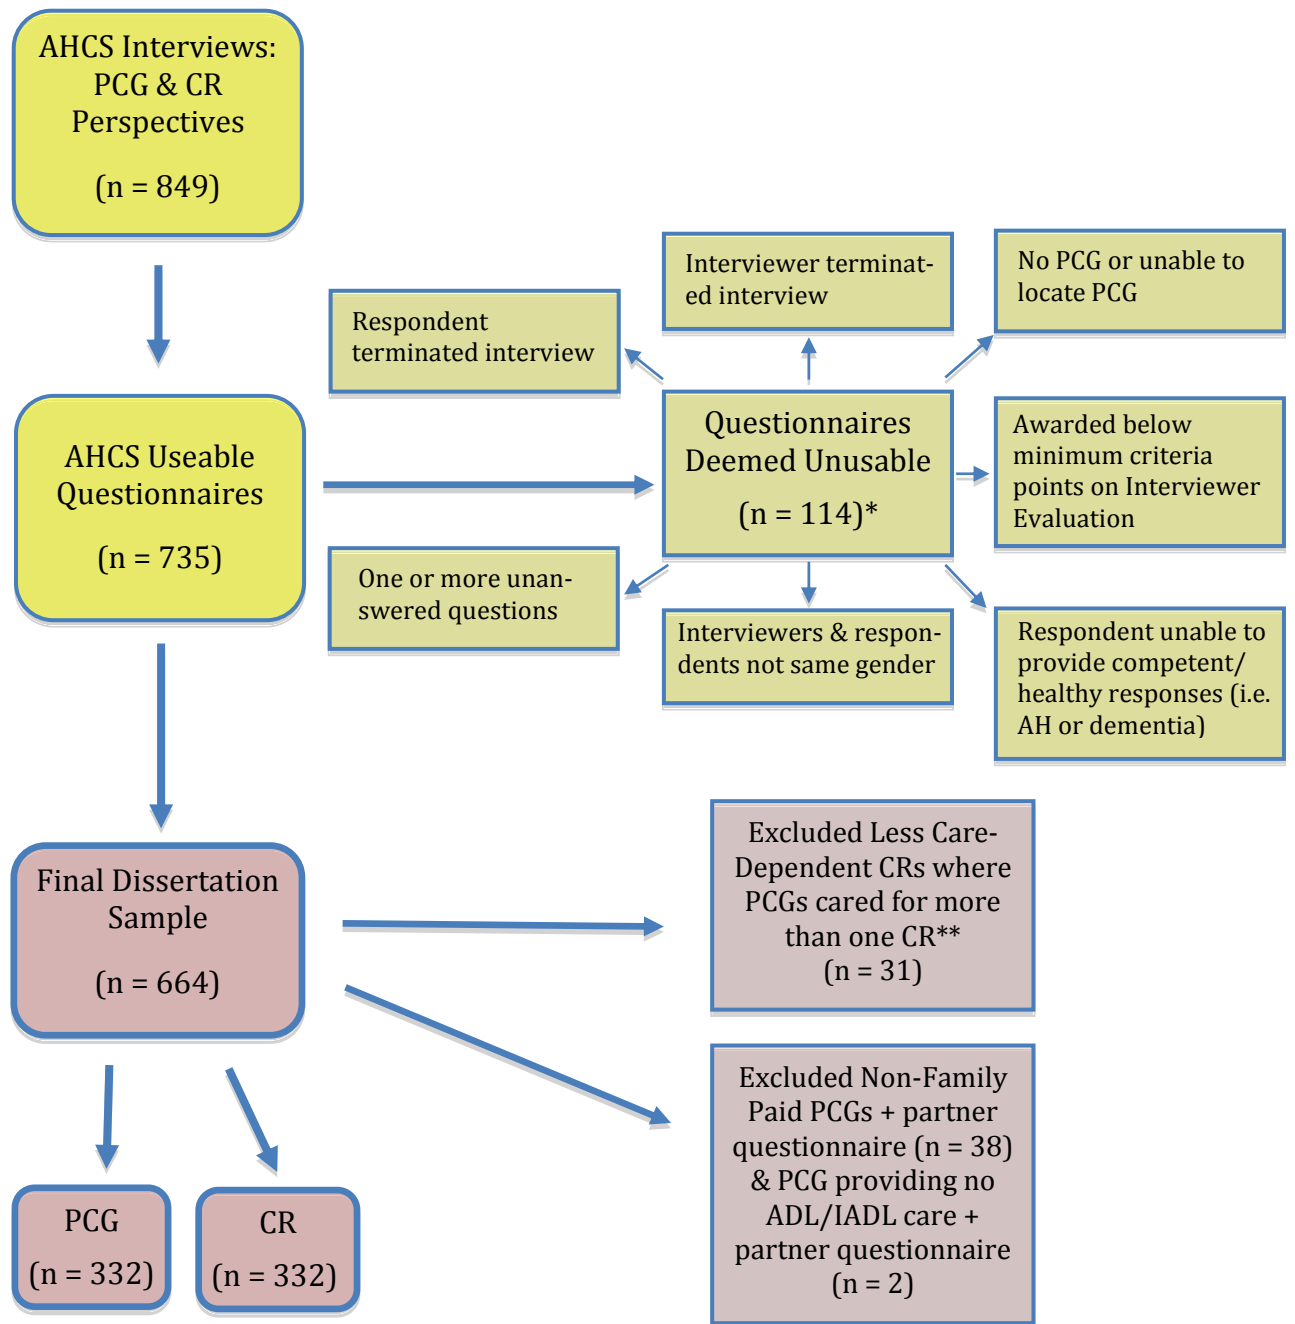 AHCS Interviews:
PCG & CR
Perspectives
(n = 849)
Interviewer terminat-
ed interview
No PCG or unable to
locate PCG
Respondent
terminated interview
AHCS Useable
Questionnaires
(n = 735)
Questionnaires
Deemed Unusable
(n = 114)*
Awarded below
minimum criteria
points on Interviewer
Evaluation
One or more unan-
swered questions
Interviewers & respon-
dents not same gender
Respondent unable to
provide competent/
healthy responses (i.e.
AH or dementia)
Final Dissertation
Sample
(n = 664)
Excluded Less Care-
Dependent CRs where
PCGs cared for more
than one CR**
(n = 31)
Excluded Non-Family
Paid PCGs + partner
questionnaire (n = 38)
& PCG providing no
ADL/IADL care +
partner questionnaire
(n = 2)
PCG
(n = 332)
CR
(n = 332)